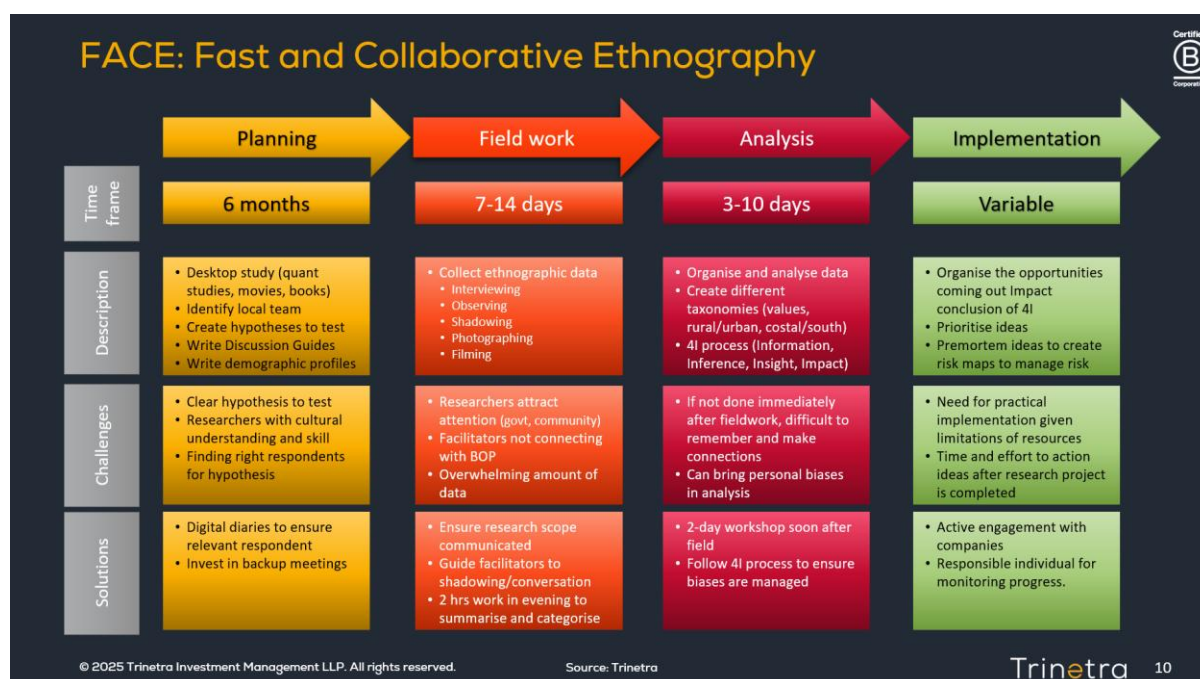 FACE: Fast and Collaborative Ethnography
Certifie
B
Corporation
Planning
Field work
Analysis
Implementation
Time
frame
6 months
7-14 days
3-10 days
Variable
Description
• Desktop study (quant
studies, movies, books)
• Identify local team
• Create hypotheses to test
• Write Discussion Guides
• Write demographic profiles
• Collect ethnographic data
• Interviewing
• Observing
• Shadowing
• Photographing
• Filming
• Organise and analyse data
• Create different
taxonomies (values,
rural/urban, costal/south)
• 4I process (Information,
Inference, Insight, Impact)
• Organise the opportunities
coming out Impact
conclusion of 4I
• Prioritise ideas
• Premortem ideas to create
risk maps to manage risk
Challenges
• Clear hypothesis to test
• Researchers with cultural
understanding and skill
• Finding right respondents
for hypothesis
• Researchers attract
attention (govt, community)
• Facilitators not connecting
with BOP
• Overwhelming amount of
data
• If not done immediately
after fieldwork, difficult to
remember and make
connections
• Can bring personal biases
in analysis
• Need for practical
implementation given
limitations of resources
• Time and effort to action
ideas after research project
is completed
Solutions
• Digital diaries to ensure
relevant respondent
• Invest in backup meetings
• Ensure research scope
communicated
• Guide facilitators to
shadowing/conversation
• 2 hrs work in evening to
summarise and categorise
• 2-day workshop soon after
field
• Follow 4I process to ensure
biases are managed
• Active engagement with
companies
• Responsible individual for
monitoring progress.
© 2025 Trinetra Investment Management LLP. All rights reserved.
Source: Trinetra
Trinetra
10